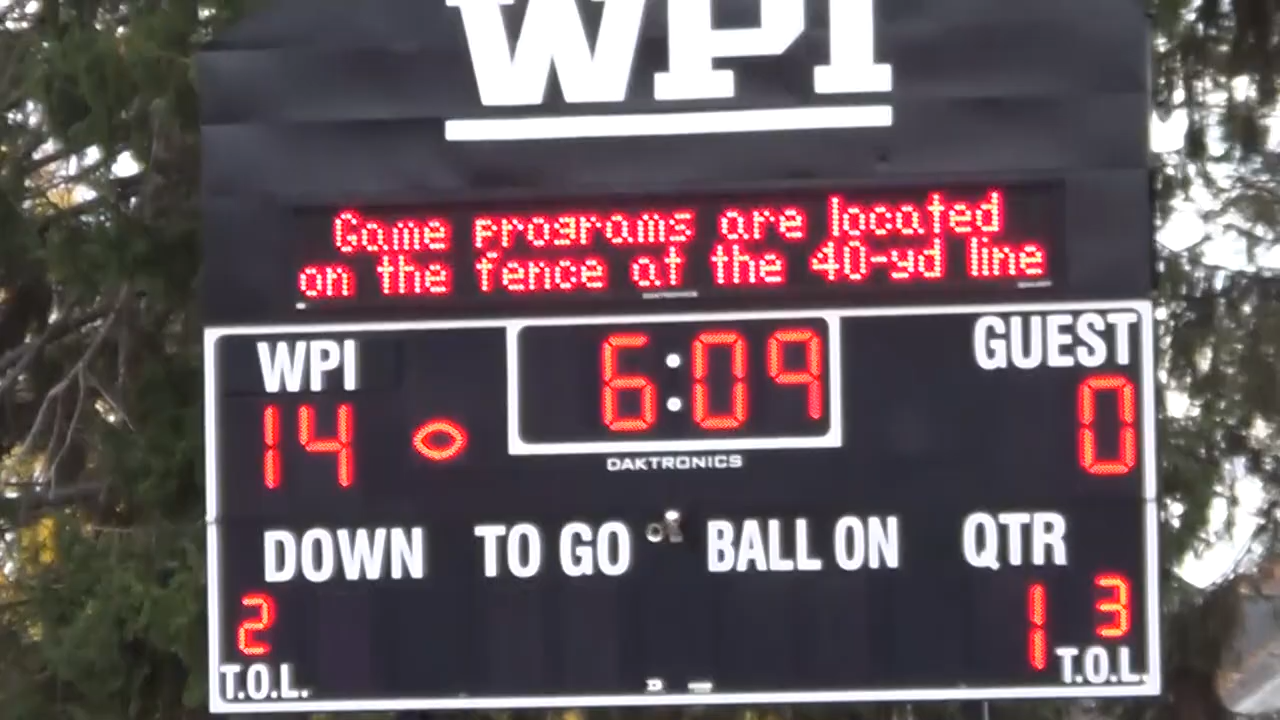 WPI
Game programs are located
on the fence at the 40-yd line
WPI 6:09 GUEST
14 0
DAKTRONICS
DOWN TO GO BALL ON QTR
2 1 3
T.O.L. T.O.L.